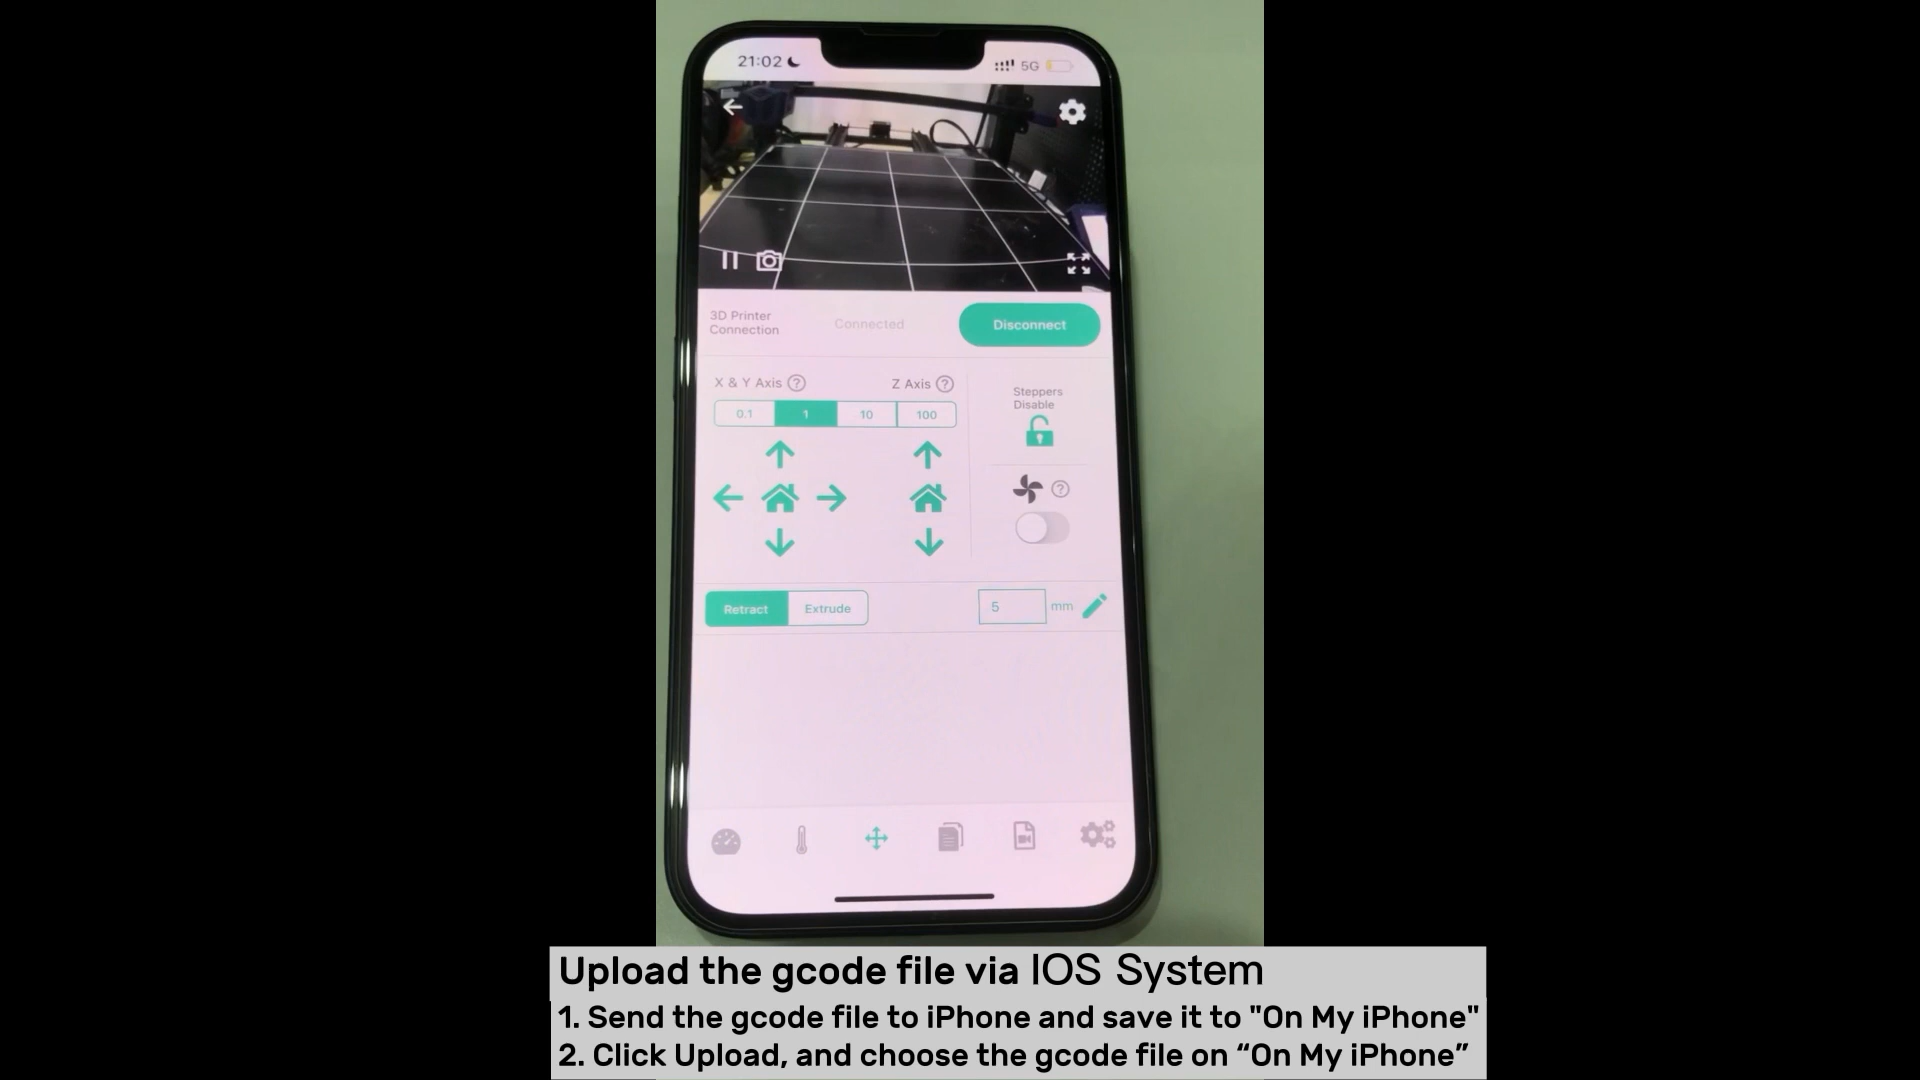 21:02
5G
3D Printer
Connection
Connected
Disconnect
X & Y Axis ?
Z Axis ?
Steppers
Disable
0.1
1
10
100
?
Retract
Extrude
5
mm
Upload the gcode file via IOS System
1. Send the gcode file to iPhone and save it to "On My iPhone"
2. Click Upload, and choose the gcode file on “On My iPhone”